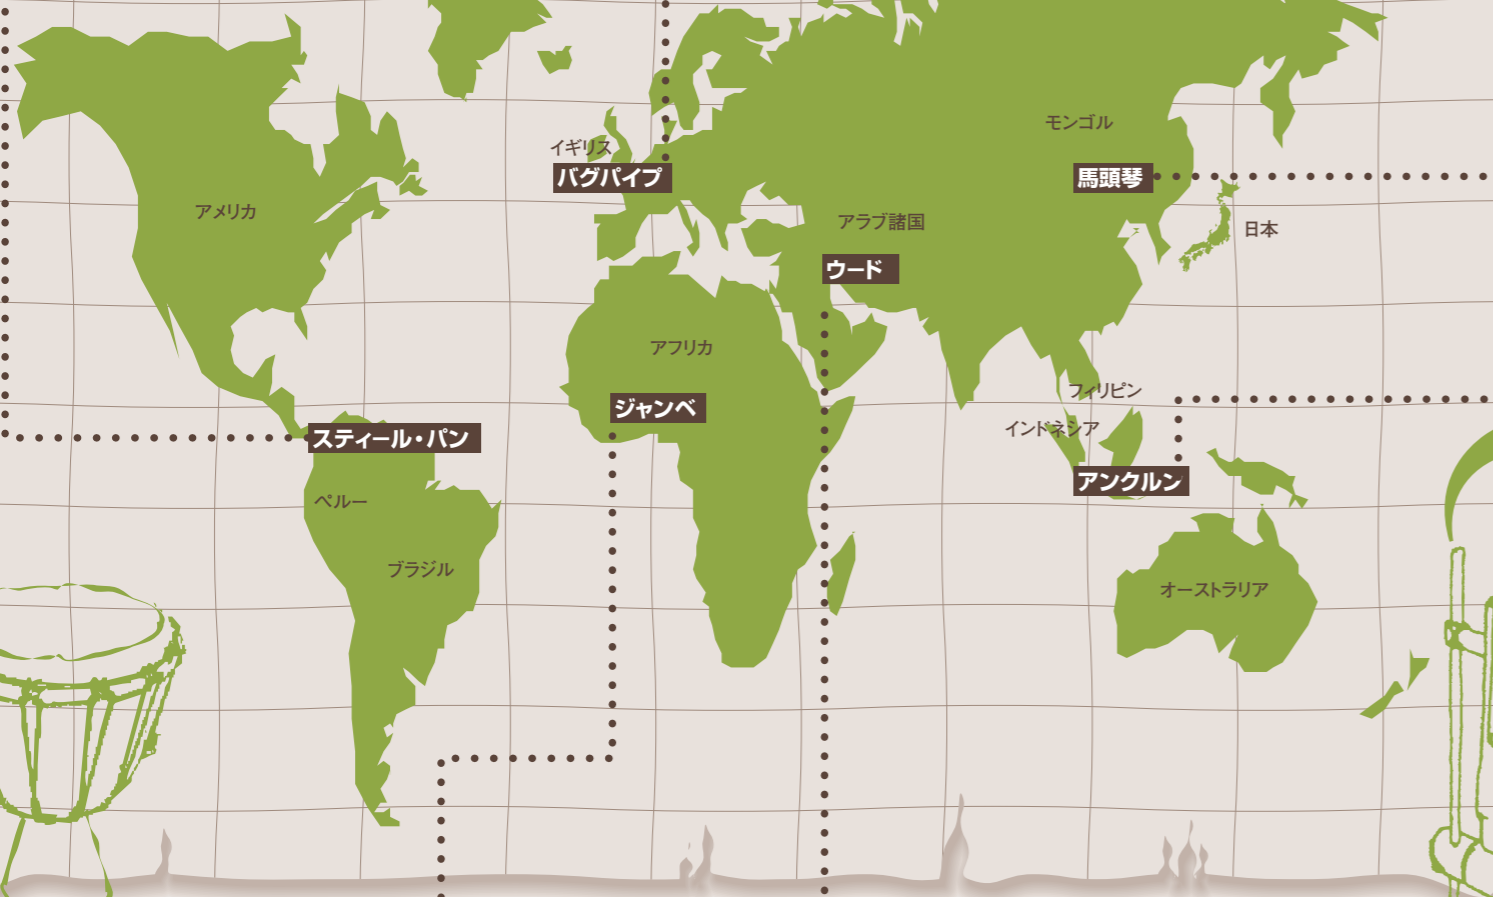 モンゴル
イギリス
バグパイプ
馬頭琴
アメリカ
アラブ諸国
日本
ウード
アフリカ
フィリピン
ジャンベ
インドネシア
スティール・パン
アンクルン
ペルー
ブラジル
オーストラリア